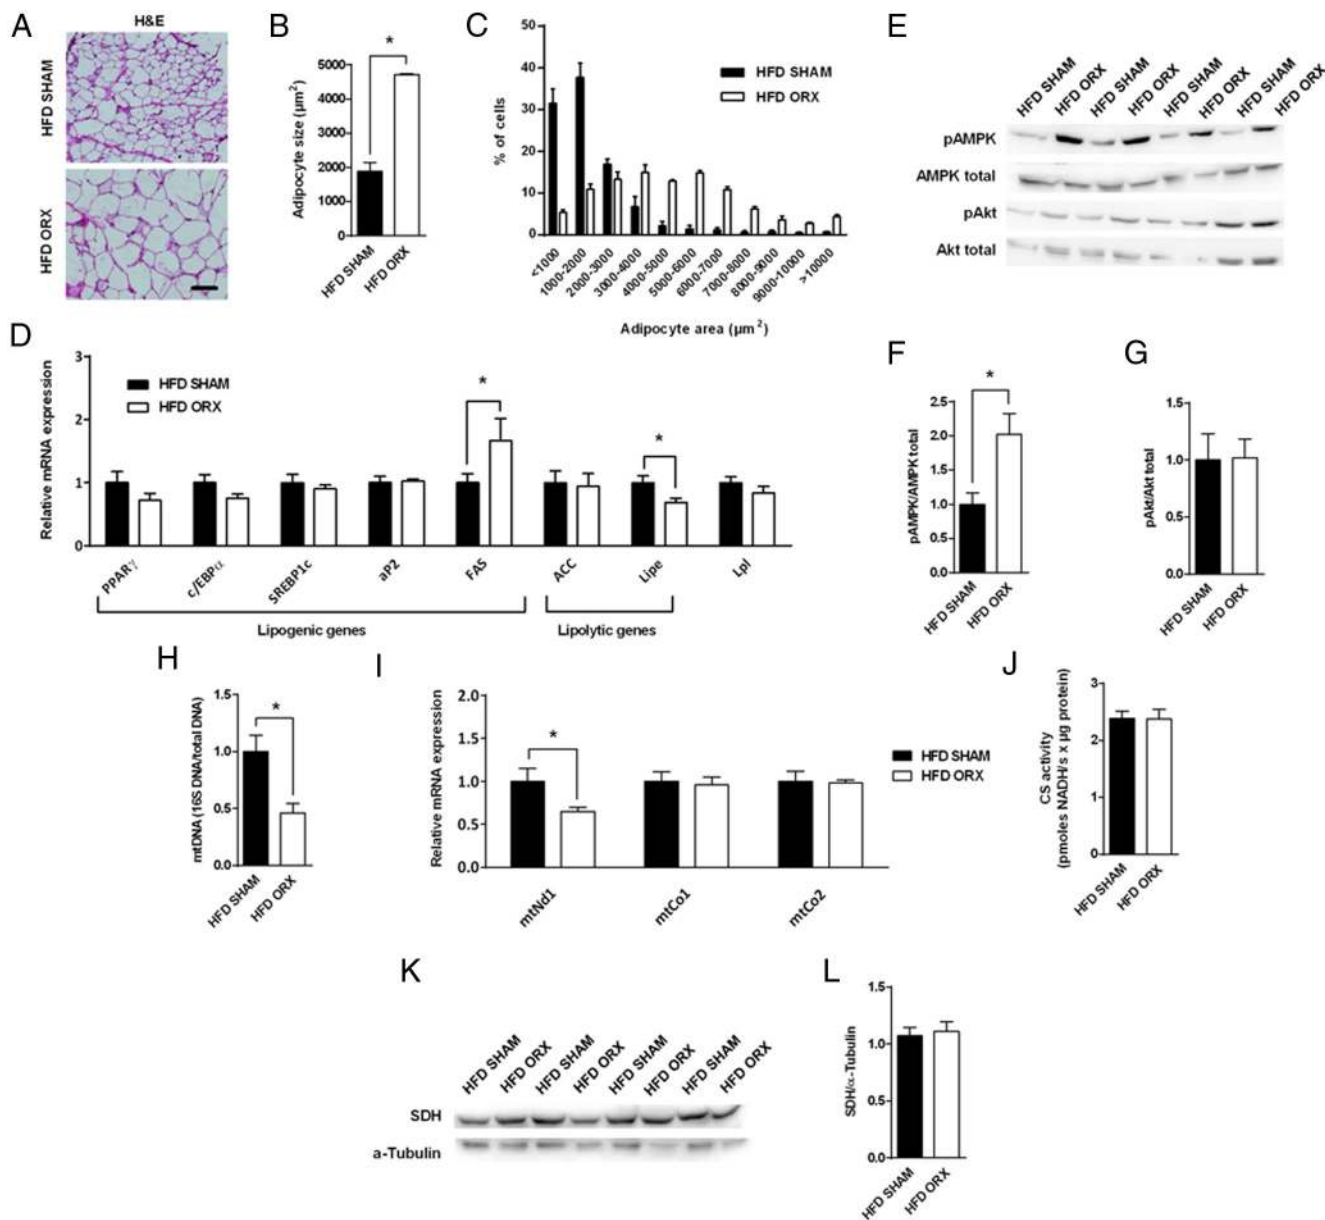 A
H&E
HFD SHAM
HFD ORX
B
*
Adipocyte size (µm²)
5000
4000
3000
2000
1000
0
HFD SHAM
HFD ORX
C
% of cells
50
40
30
20
10
0
HFD SHAM
HFD ORX
<1000
1000-2000
2000-3000
3000-4000
4000-5000
5000-6000
6000-7000
7000-8000
8000-9000
9000-10000
>10000
Adipocyte area (µm²)
E
HFD SHAM
HFD ORX
HFD SHAM
HFD ORX
HFD SHAM
HFD ORX
HFD SHAM
HFD ORX
pAMPK
AMPK total
pAkt
Akt total
D
Relative mRNA expression
3
2
1
0
HFD SHAM
HFD ORX
*
*
PPARγ
c/EBPα
SREBP1c
aP2
FAS
ACC
Lipe
Lpl
Lipogenic genes
Lipolytic genes
F
*
pAMPK/AMPK total
2.5
2.0
1.5
1.0
0.5
0.0
HFD SHAM
HFD ORX
G
pAkt/Akt total
1.5
1.0
0.5
0.0
HFD SHAM
HFD ORX
H
*
mtDNA (16S DNA/total DNA)
1.5
1.0
0.5
0.0
HFD SHAM
HFD ORX
I
Relative mRNA expression
2.0
1.5
1.0
0.5
0.0
*
HFD SHAM
HFD ORX
mtNd1
mtCo1
mtCo2
J
CS activity
(pmoles NADH/s x µg protein)
3
2
1
0
HFD SHAM
HFD ORX
K
HFD SHAM
HFD ORX
HFD SHAM
HFD ORX
HFD SHAM
HFD ORX
HFD SHAM
HFD ORX
SDH
a-Tubulin
L
SDH/α-Tubulin
1.5
1.0
0.5
0.0
HFD SHAM
HFD ORX